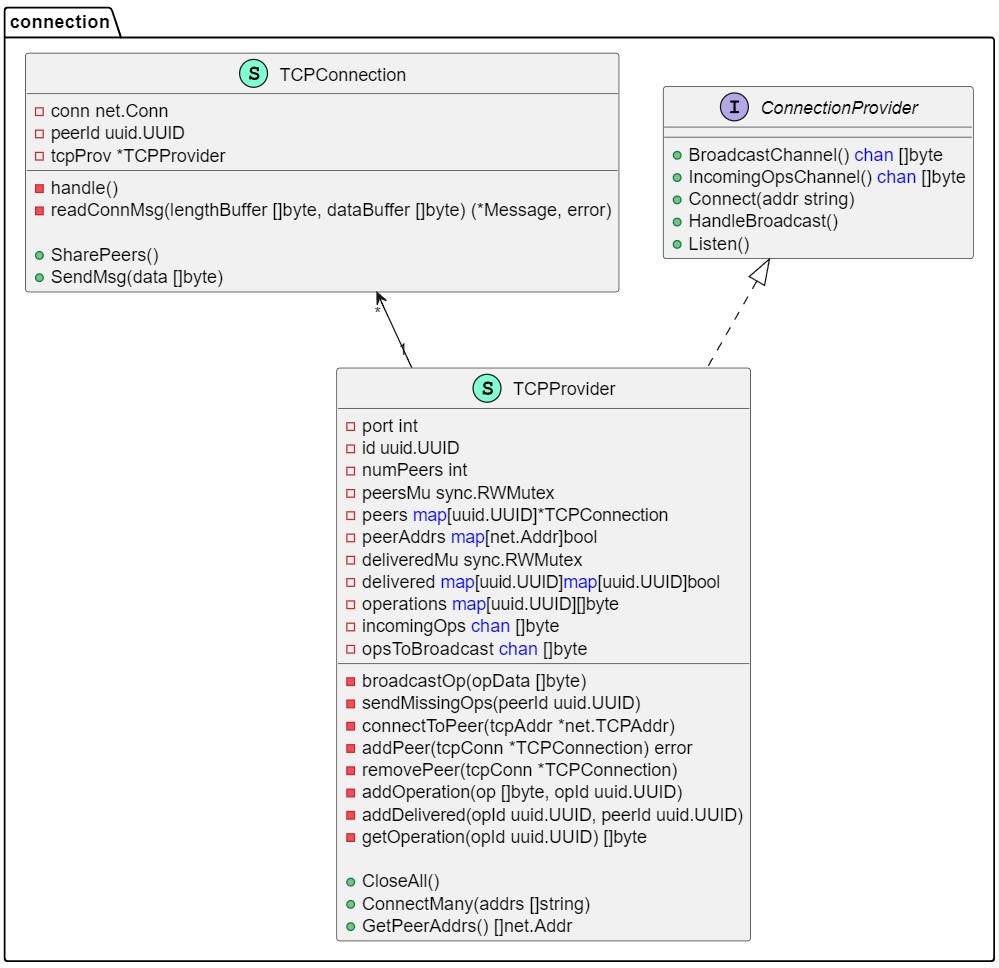 connection
S TCPConnection
conn net.Conn
peerId uuid.UUID
tcpProv *TCPProvider
handle()
readConnMsg(lengthBuffer []byte, dataBuffer []byte) (*Message, error)
SharePeers()
SendMsg(data []byte)
I ConnectionProvider
BroadcastChannel() chan []byte
IncomingOpsChannel() chan []byte
Connect(addr string)
HandleBroadcast()
Listen()
*
1
S TCPProvider
port int
id uuid.UUID
numPeers int
peersMu sync.RWMutex
peers map[uuid.UUID]*TCPConnection
peerAddrs map[net.Addr]bool
deliveredMu sync.RWMutex
delivered map[uuid.UUID]map[uuid.UUID]bool
operations map[uuid.UUID][]byte
incomingOps chan []byte
opsToBroadcast chan []byte
broadcastOp(opData []byte)
sendMissingOps(peerId uuid.UUID)
connectToPeer(tcpAddr *net.TCPAddr)
addPeer(tcpConn *TCPConnection) error
removePeer(tcpConn *TCPConnection)
addOperation(op []byte, opId uuid.UUID)
addDelivered(opId uuid.UUID, peerId uuid.UUID)
getOperation(opId uuid.UUID) []byte
CloseAll()
ConnectMany(addrs []string)
GetPeerAddrs() []net.Addr